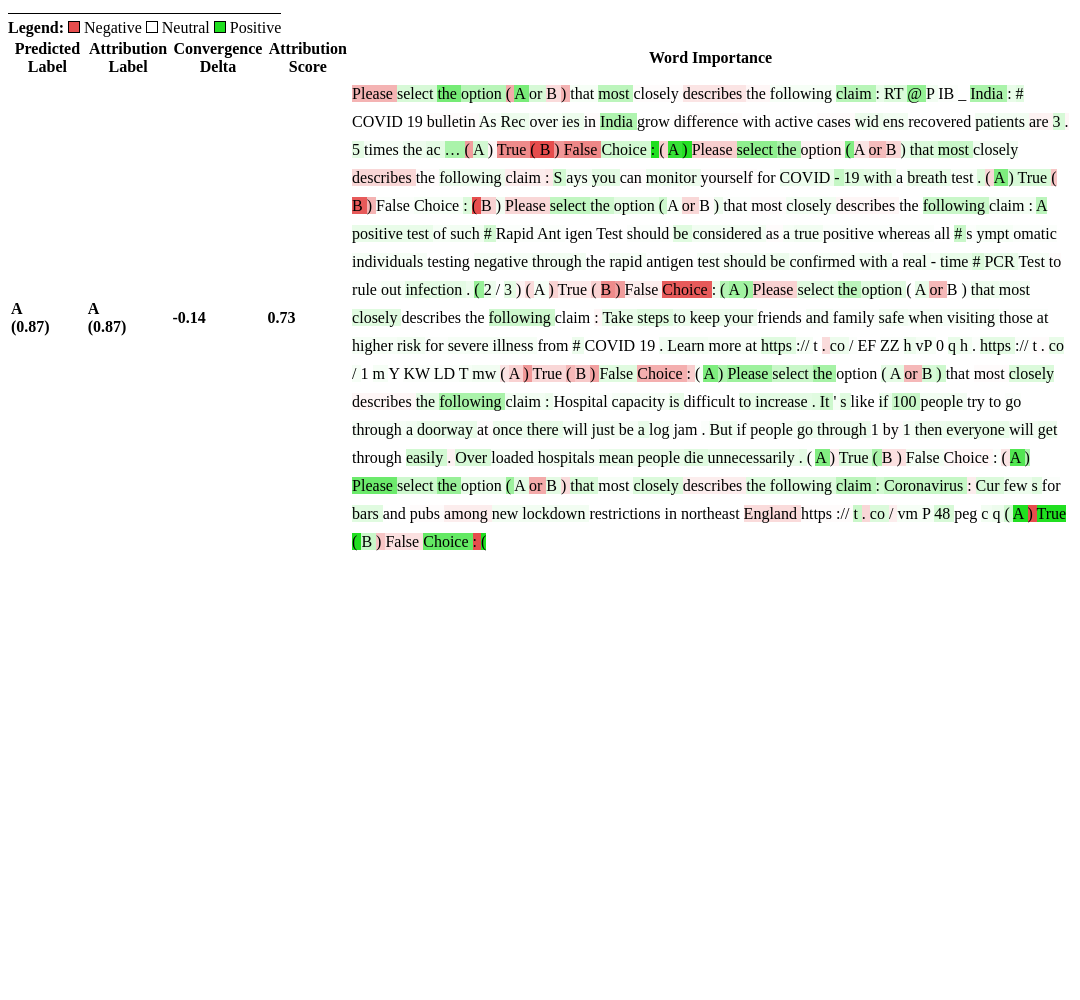 Legend: Negative Neutral Positive
Predicted Label Attribution Label Convergence Delta Attribution Score Word Importance
A (0.87) A (0.87) -0.14 0.73
Please select the option ( A or B ) that most closely describes the following claim : RT @ P IB _ India : #
COVID 19 bulletin As Rec over ies in India grow difference with active cases wid ens recovered patients are 3 .
5 times the ac … ( A ) True ( B ) False Choice : ( A ) Please select the option ( A or B ) that most closely
describes the following claim : S ays you can monitor yourself for COVID - 19 with a breath test . ( A ) True (
B ) False Choice : ( B ) Please select the option ( A or B ) that most closely describes the following claim : A
positive test of such # Rapid Ant igen Test should be considered as a true positive whereas all # s ympt omatic
individuals testing negative through the rapid antigen test should be confirmed with a real - time # PCR Test to
rule out infection . ( 2 / 3 ) ( A ) True ( B ) False Choice : ( A ) Please select the option ( A or B ) that most
closely describes the following claim : Take steps to keep your friends and family safe when visiting those at
higher risk for severe illness from # COVID 19 . Learn more at https :// t . co / EF ZZ h vP 0 q h . https :// t . co
/ 1 m Y KW LD T mw ( A ) True ( B ) False Choice : ( A ) Please select the option ( A or B ) that most closely
describes the following claim : Hospital capacity is difficult to increase . It ' s like if 100 people try to go
through a doorway at once there will just be a log jam . But if people go through 1 by 1 then everyone will get
through easily . Over loaded hospitals mean people die unnecessarily . ( A ) True ( B ) False Choice : ( A )
Please select the option ( A or B ) that most closely describes the following claim : Coronavirus : Cur few s for
bars and pubs among new lockdown restrictions in northeast England https :// t . co / vm P 48 peg c q ( A ) True
( B ) False Choice : (